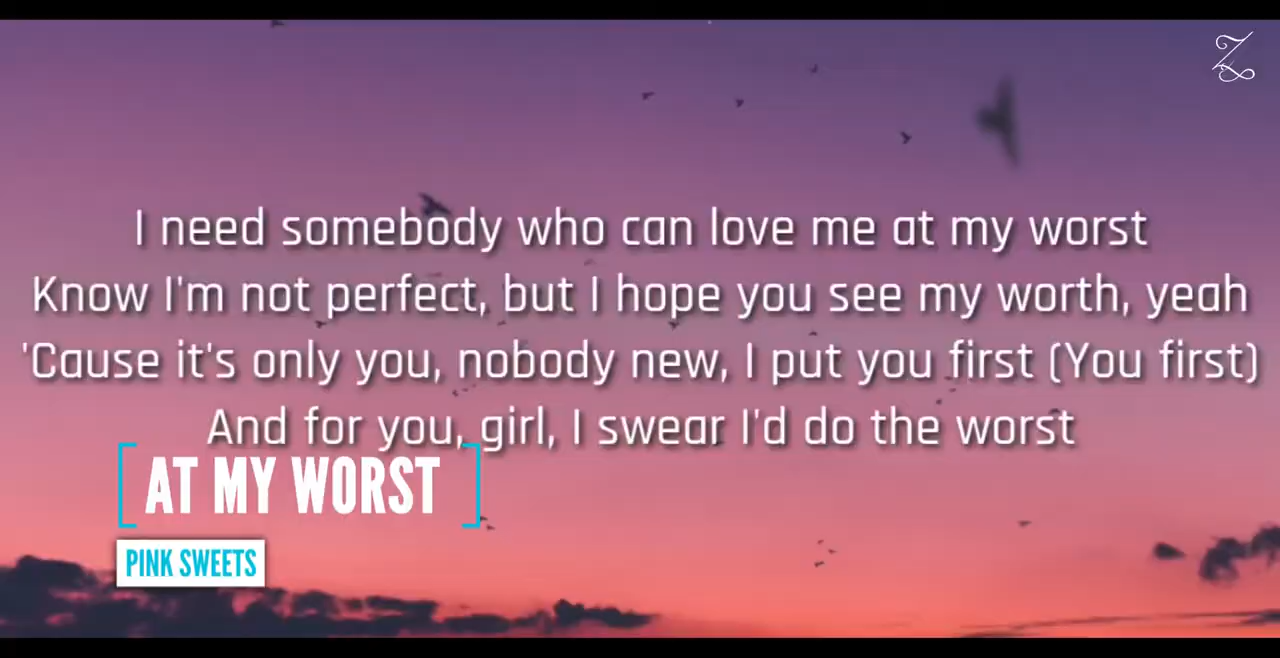 I need somebody who can love me at my worst
Know I'm not perfect, but I hope you see my worth, yeah
'Cause it's only you, nobody new, I put you first (You first)
And for you, girl, I swear I'd do the worst
AT MY WORST
PINK SWEETS